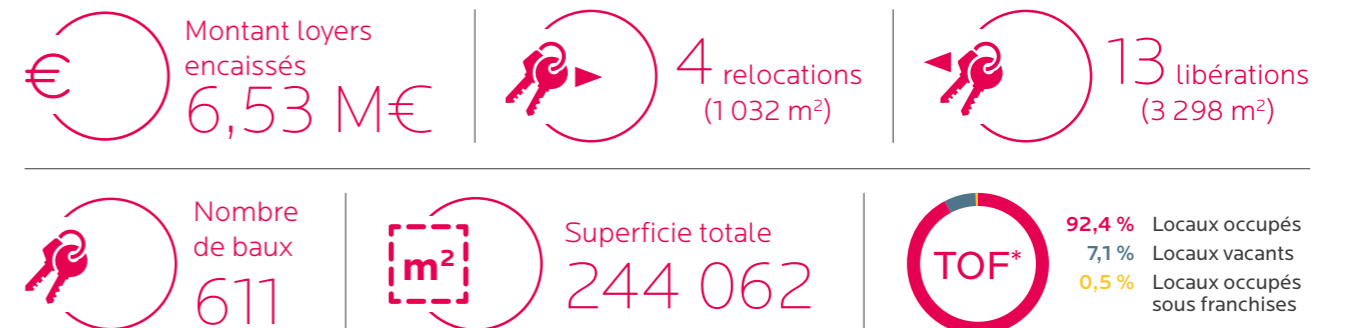 €
Montant loyers
encaissés
6,53 M€
4 relocations
(1 032 m²)
13 libérations
(3 298 m²)
Nombre
de baux
611
m²
Superficie totale
244 062
TOF*
92,4 % Locaux occupés
7,1 % Locaux vacants
0,5 % Locaux occupés
sous franchises